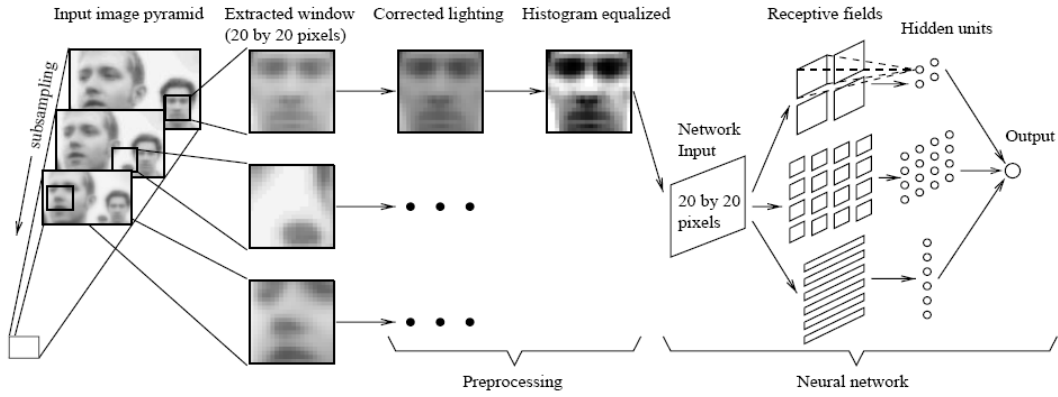 Input image pyramid
Extracted window
(20 by 20 pixels)
Corrected lighting
Histogram equalized
Receptive fields
Hidden units
subsampling
Network
Input
Output
20 by 20
pixels
Preprocessing
Neural network